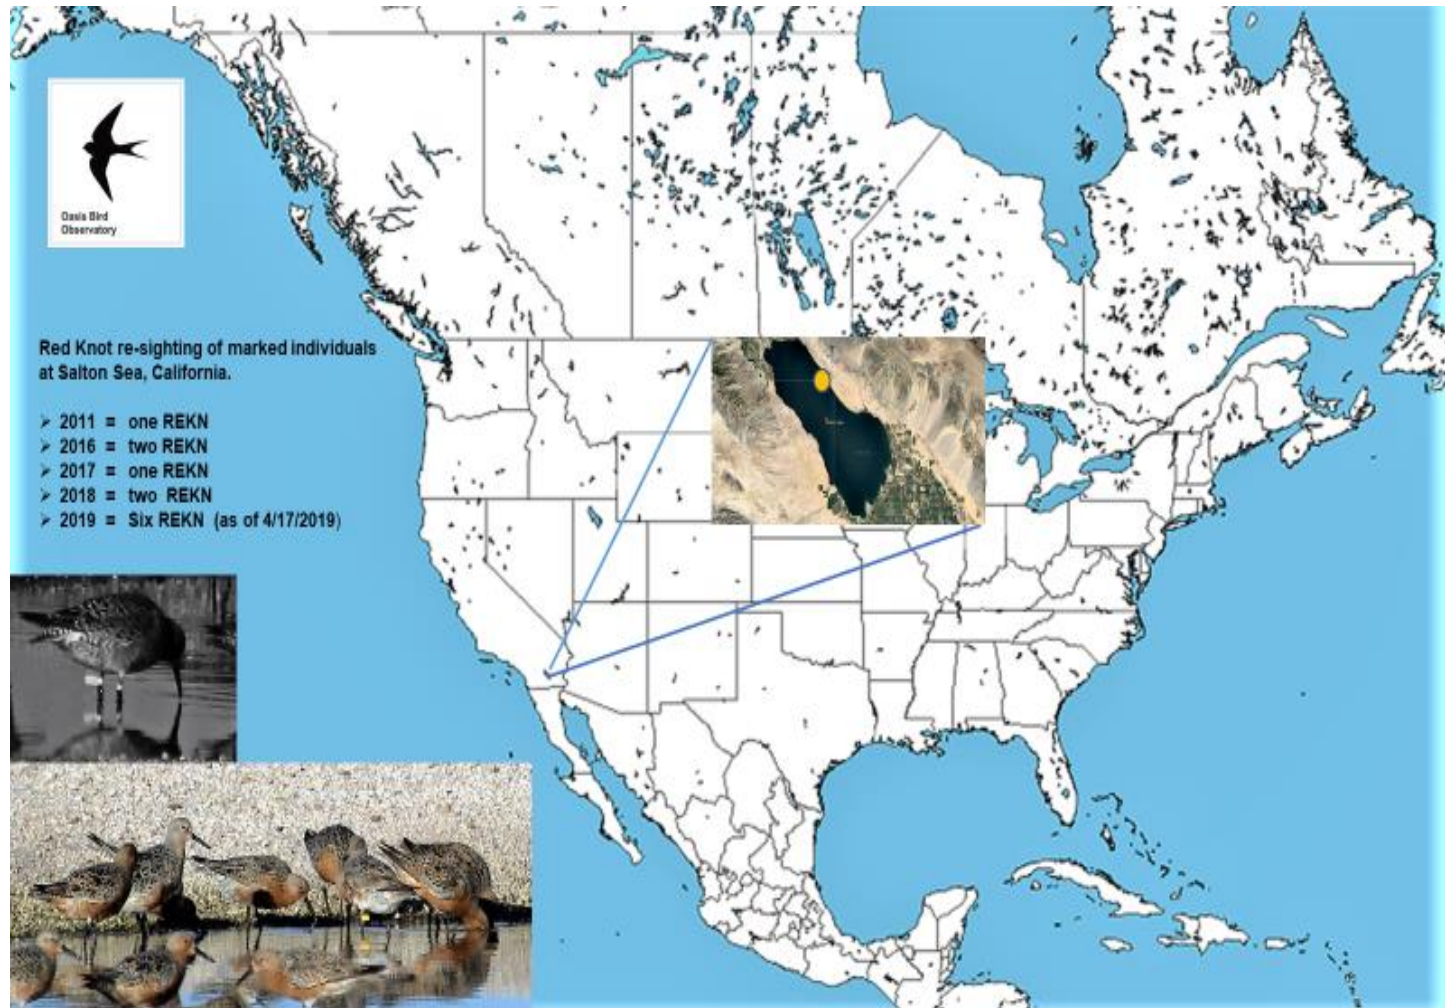 Oasis Bird
Observatory
Red Knot re-sighting of marked individuals
at Salton Sea, California.
➢ 2011 = one REKN
➢ 2016 = two REKN
➢ 2017 = one REKN
➢ 2018 = two REKN
➢ 2019 = Six REKN (as of 4/17/2019)